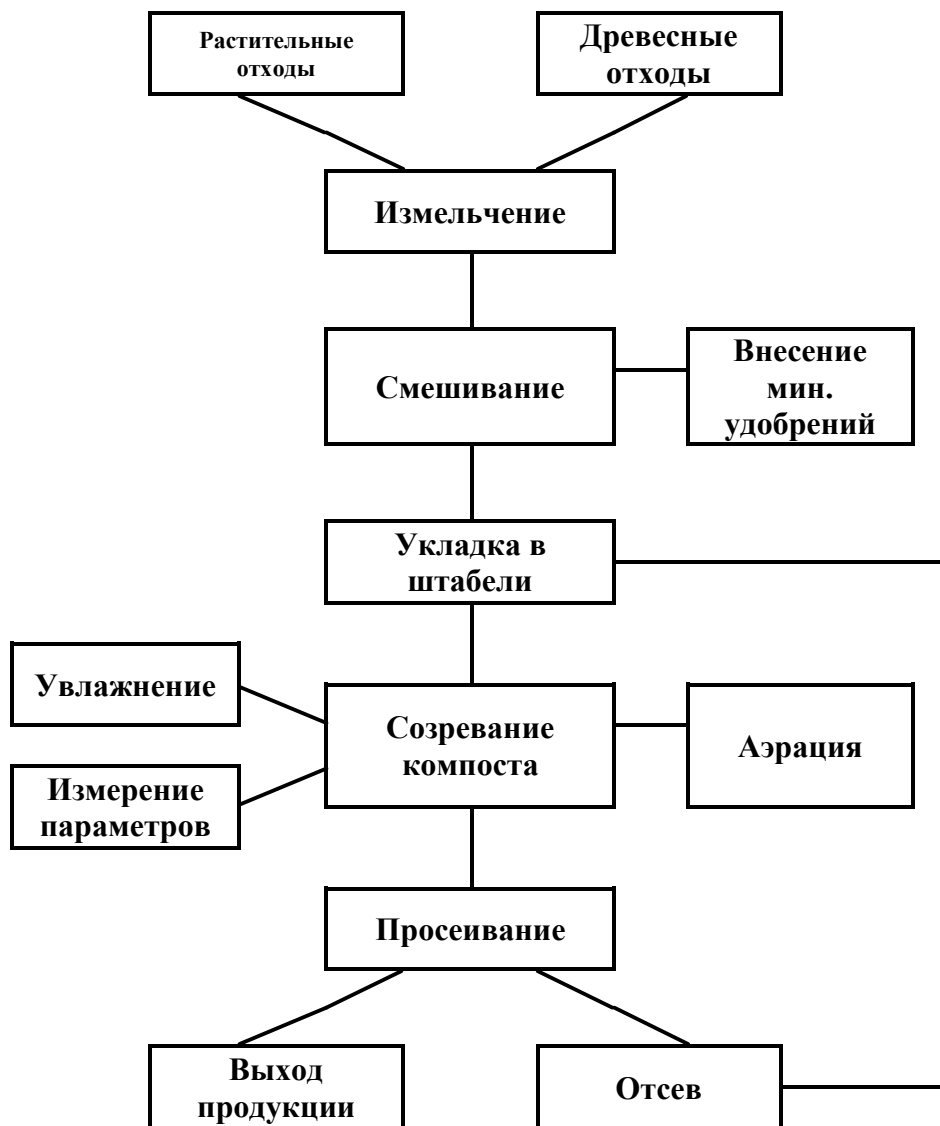 Растительные
отходы
Древесные
отходы
Измельчение
Смешивание
Внесение
мин.
удобрений
Укладка в
штабели
Увлажнение
Созревание
компоста
Аэрация
Измерение
параметров
Просеивание
Выход
продукции
Отсев